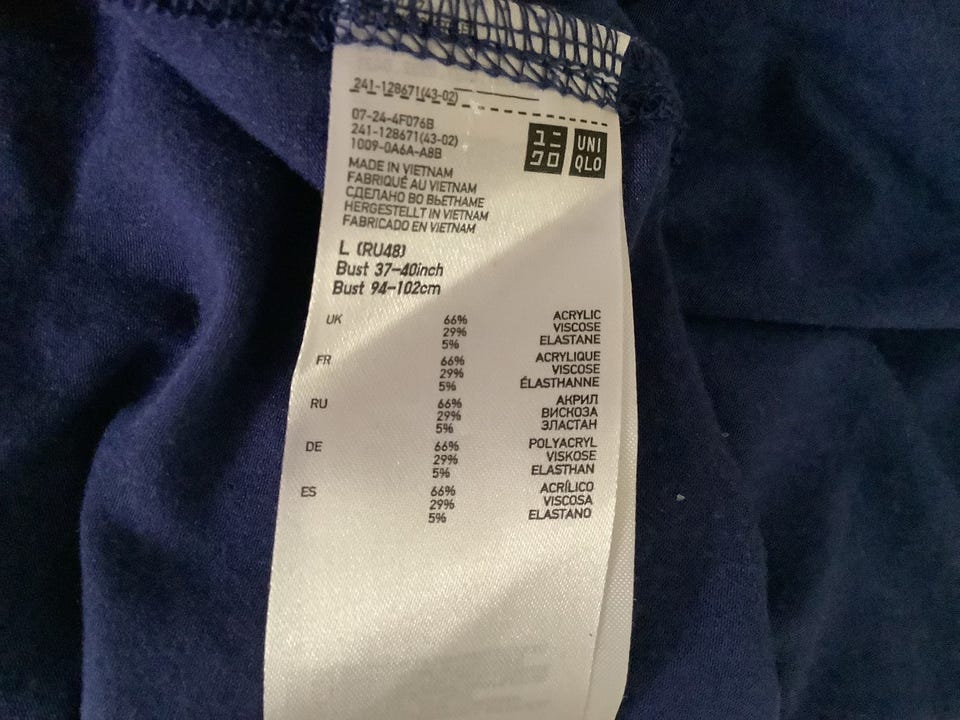 241-128671(43-02)
07-24-4F076B
241-128671(43-02)
1009-0A6A-A8B
ユニ
クロ
UNI
QLO
MADE IN VIETNAM
FABRIQUÉ AU VIETNAM
СДЕЛАНО ВО ВЬЕТНАМЕ
HERGESTELLT IN VIETNAM
FABRICADO EN VIETNAM
L (RU48)
Bust 37-40inch
Bust 94-102cm
UK 66% ACRYLIC
29% VISCOSE
5% ELASTANE
FR 66% ACRYLIQUE
29% VISCOSE
5% ÉLASTHANNE
RU 66% АКРИЛ
29% ВИСКОЗА
5% ЭЛАСТАН
DE 66% POLYACRYL
29% VISKOSE
5% ELASTHAN
ES 66% ACRÍLICO
29% VISCOSA
5% ELASTANO